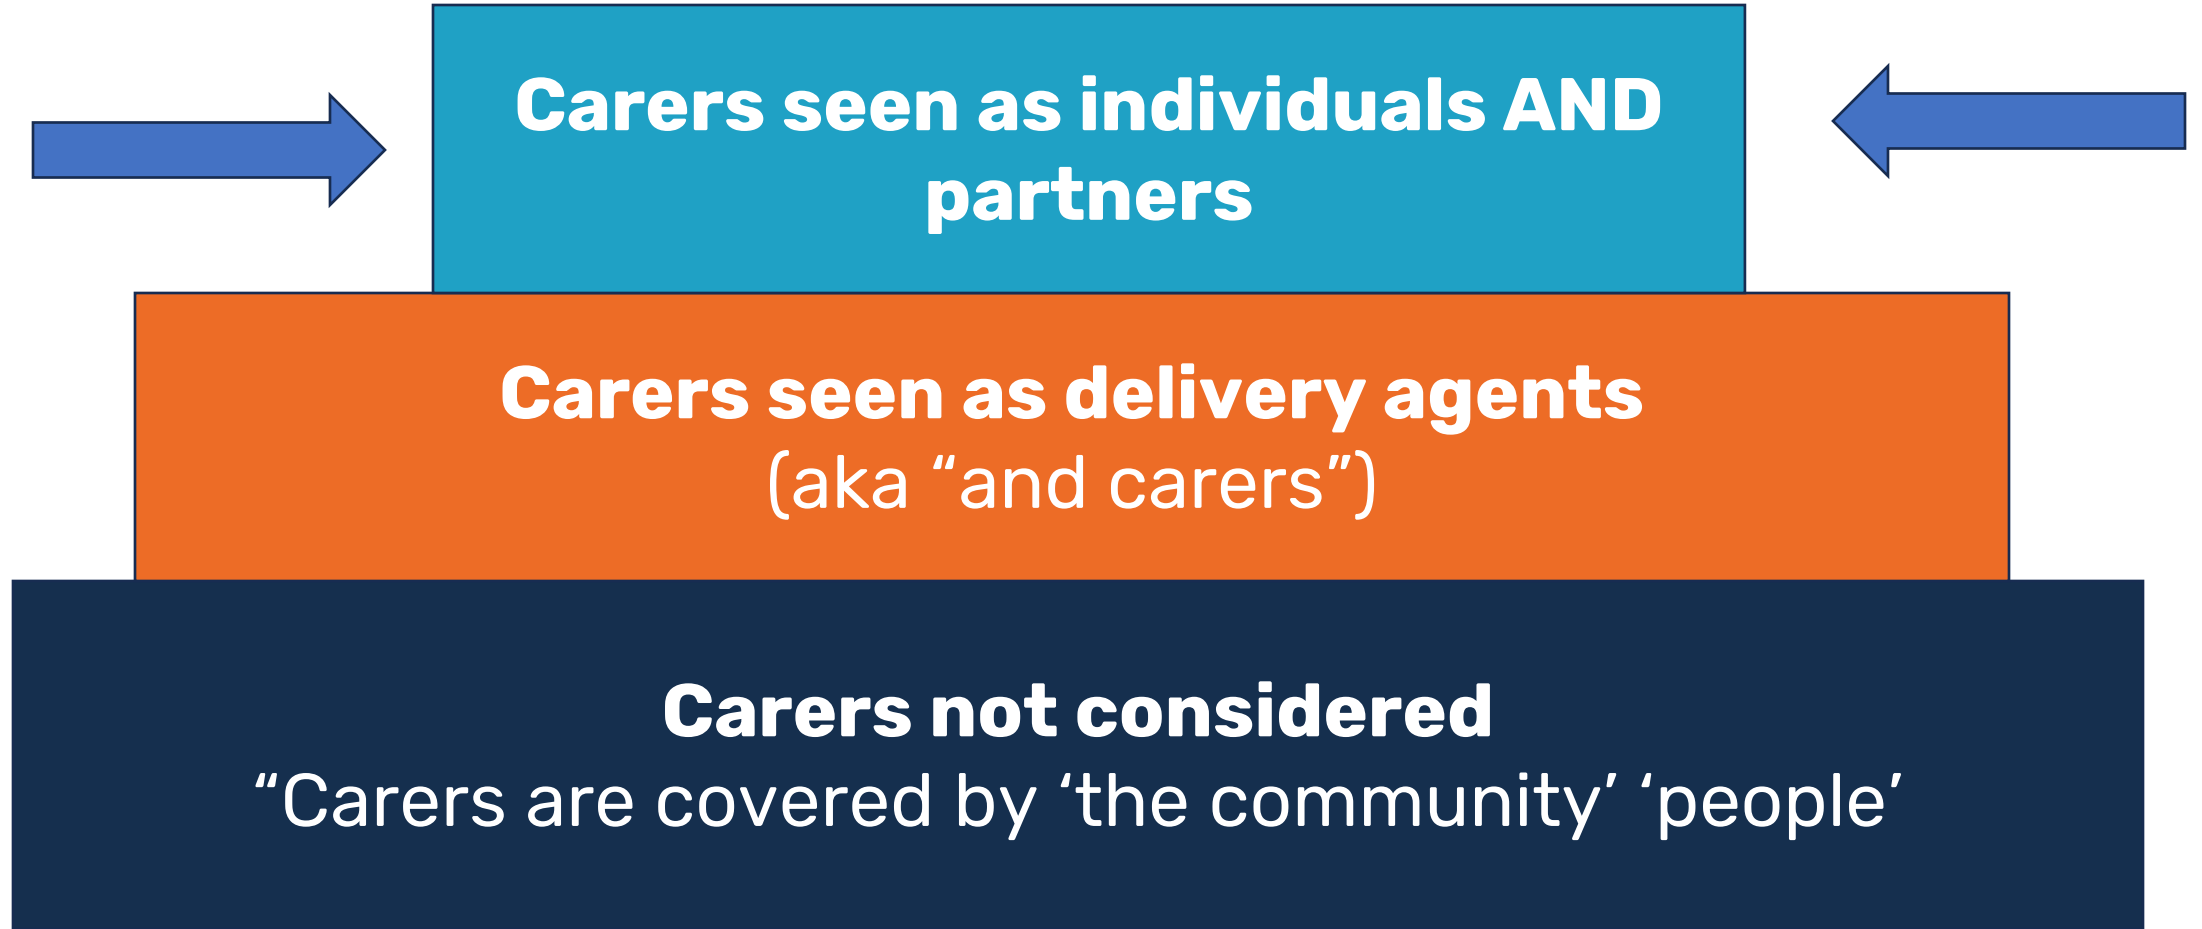 Carers seen as individuals AND
partners
Carers seen as delivery agents
(aka “and carers”)
Carers not considered
“Carers are covered by ‘the community’ ‘people’